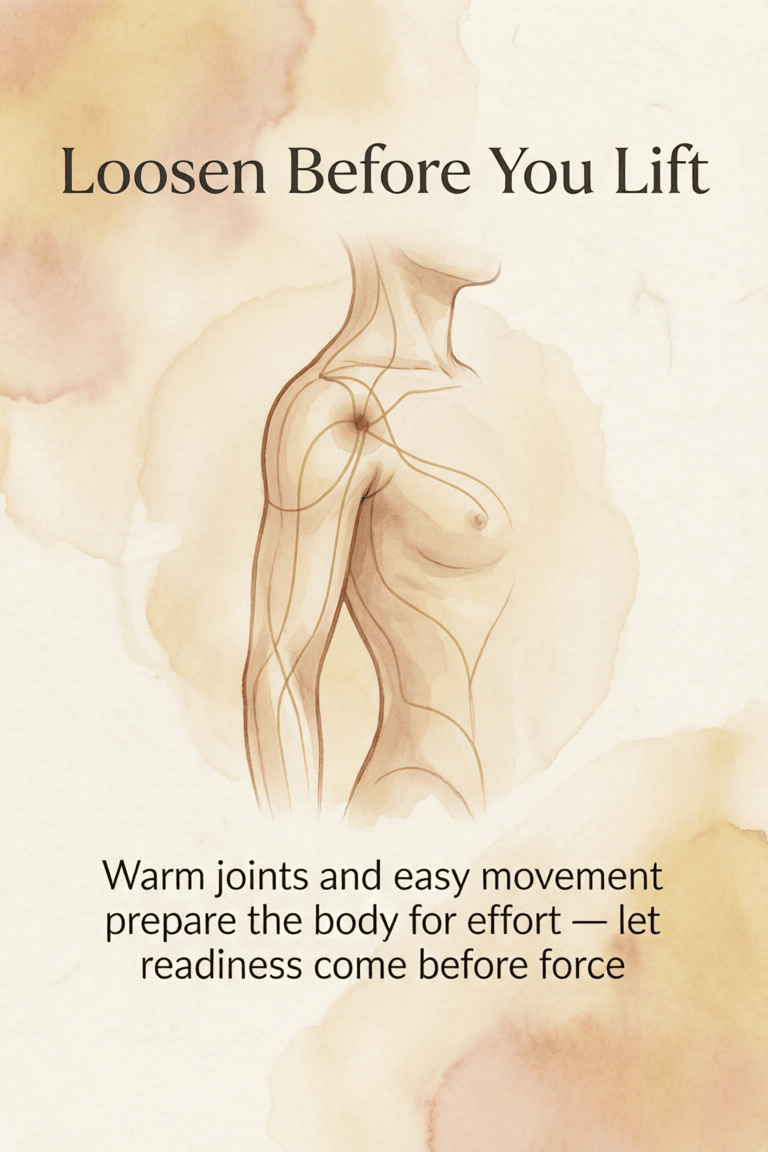 Loosen Before You Lift
Warm joints and easy movement
prepare the body for effort — let
readiness come before force